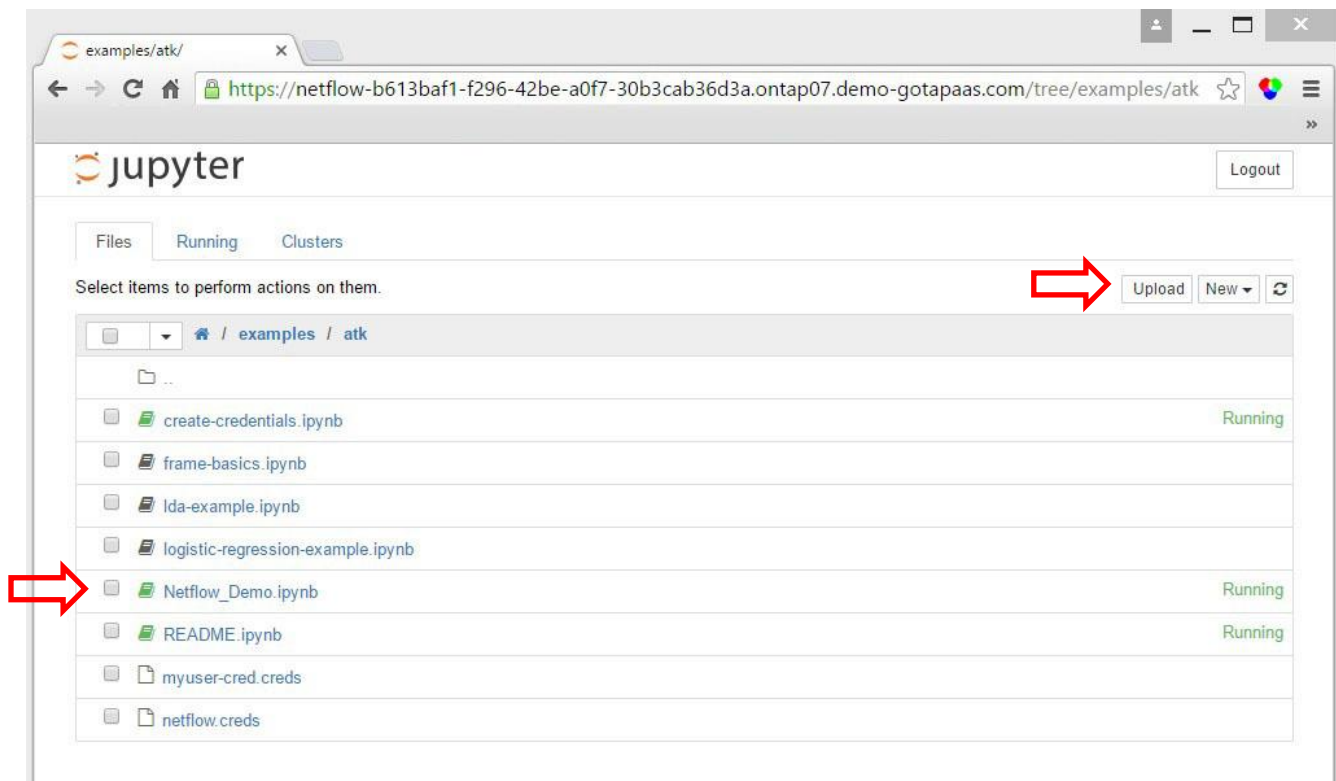 examples/atk/
https://netflow-b613baf1-f296-42be-a0f7-30b3cab36d3a.ontap07.demo-gotapaas.com/tree/examples/atk
jupyter
Logout
Files Running Clusters
Select items to perform actions on them.
Upload New
/ examples / atk
..
create-credentials.ipynb Running
frame-basics.ipynb
lda-example.ipynb
logistic-regression-example.ipynb
Netflow_Demo.ipynb Running
README.ipynb Running
myuser-cred.creds
netflow.creds